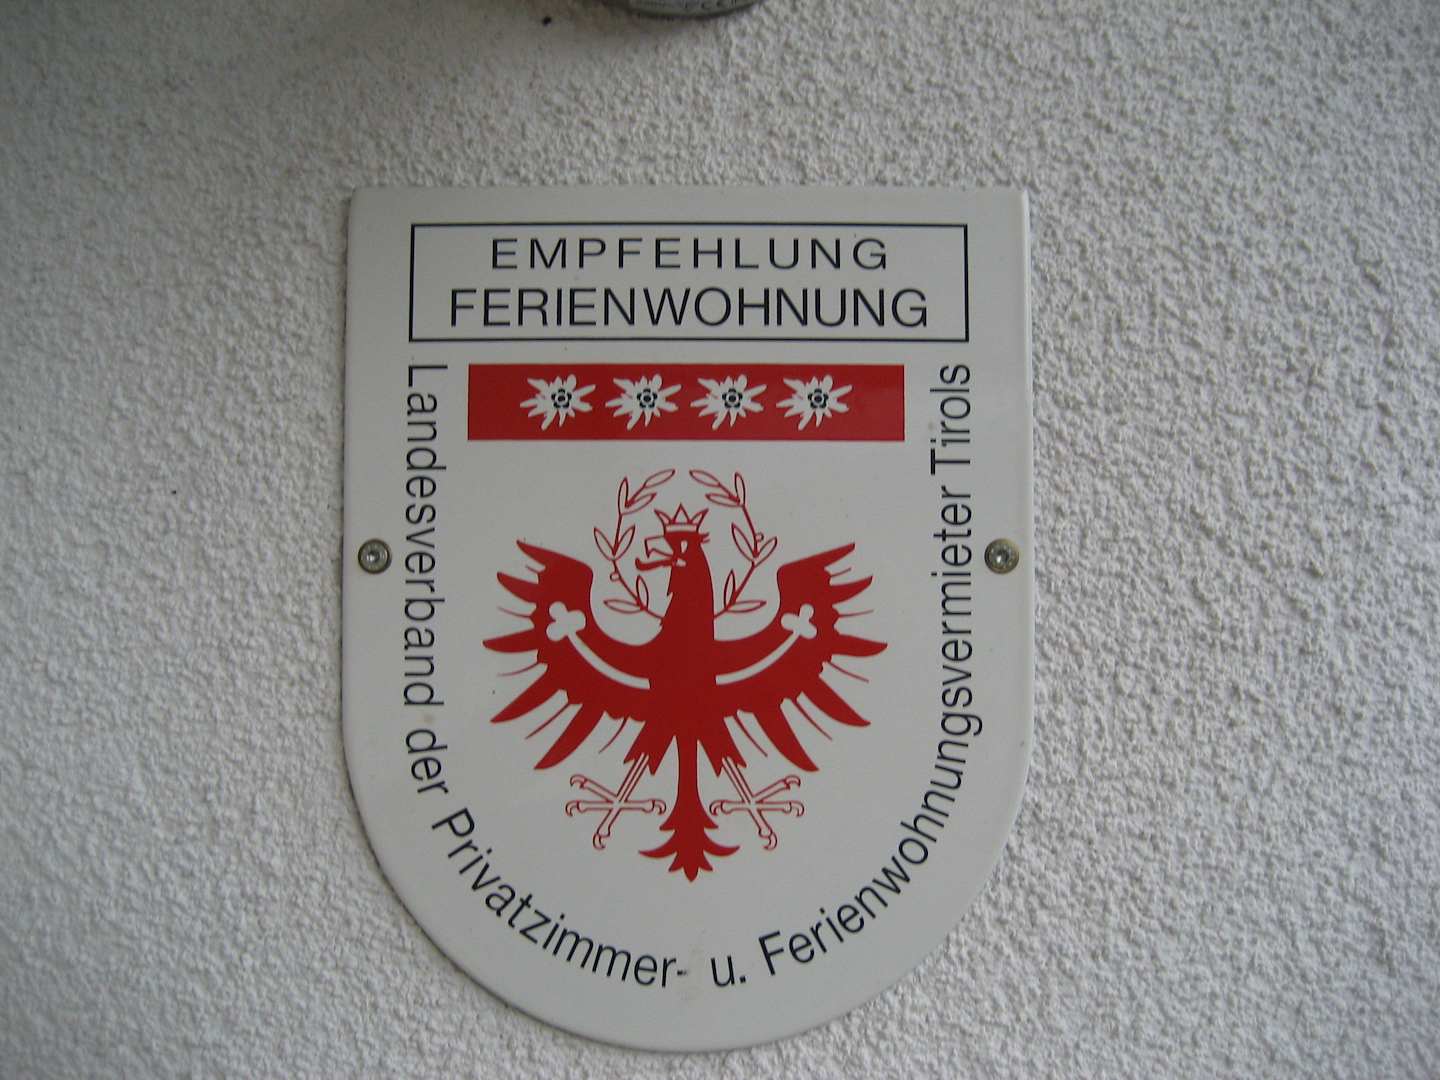 EMPFEHLUNG
FERIENWOHNUNG
Landesverband der Privatzimmer- u. Ferienwohnungsvermieter Tirols